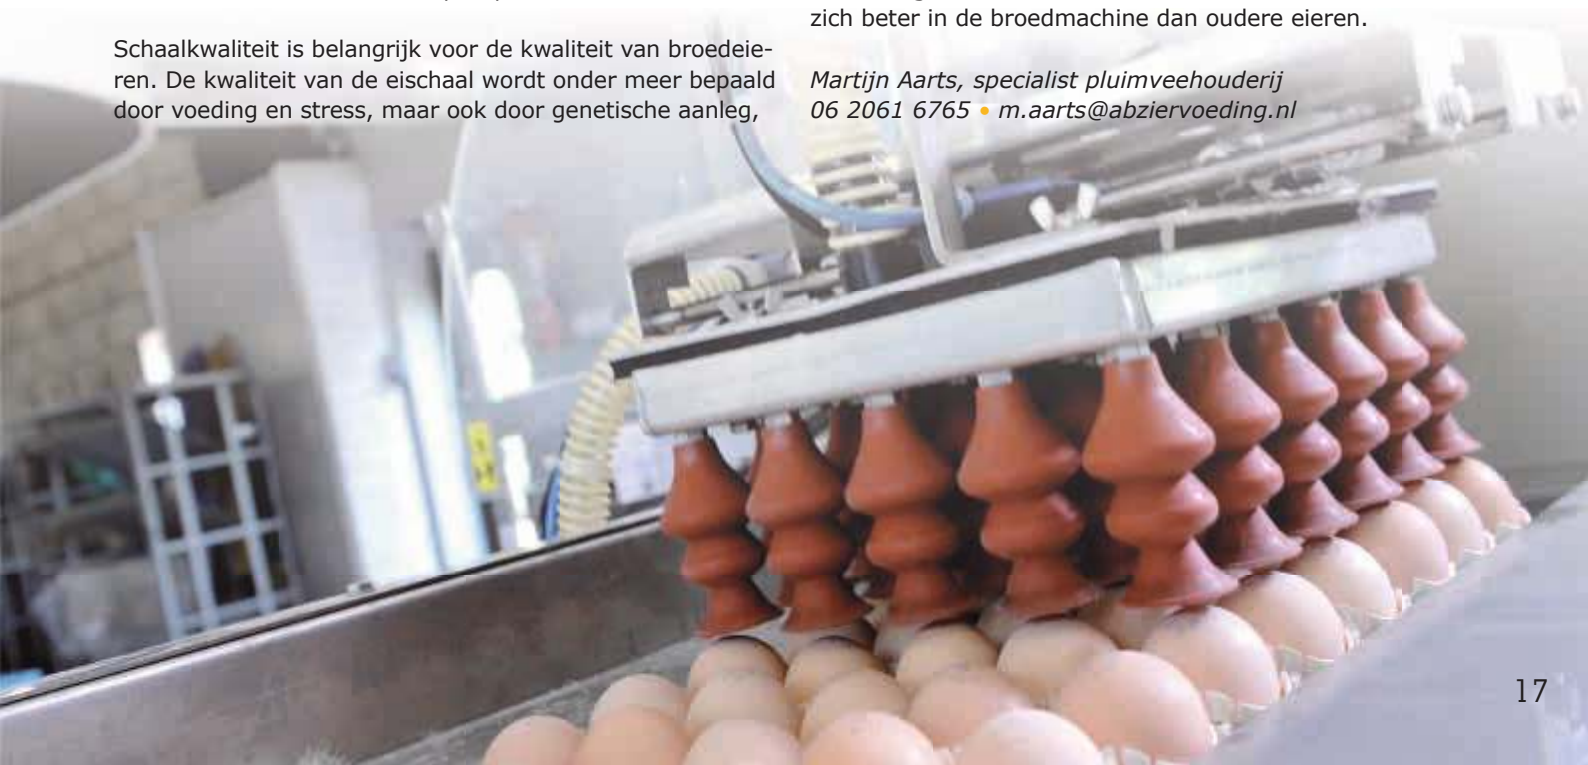 Schaalkwaliteit is belangrijk voor de kwaliteit van broedeie-
ren. De kwaliteit van de eischaal wordt onder meer bepaald
door voeding en stress, maar ook door genetische aanleg,
zich beter in de broedmachine dan oudere eieren.
Martijn Aarts, specialist pluimveehouderij
06 2061 6765 • m.aarts@abziervoeding.nl
17